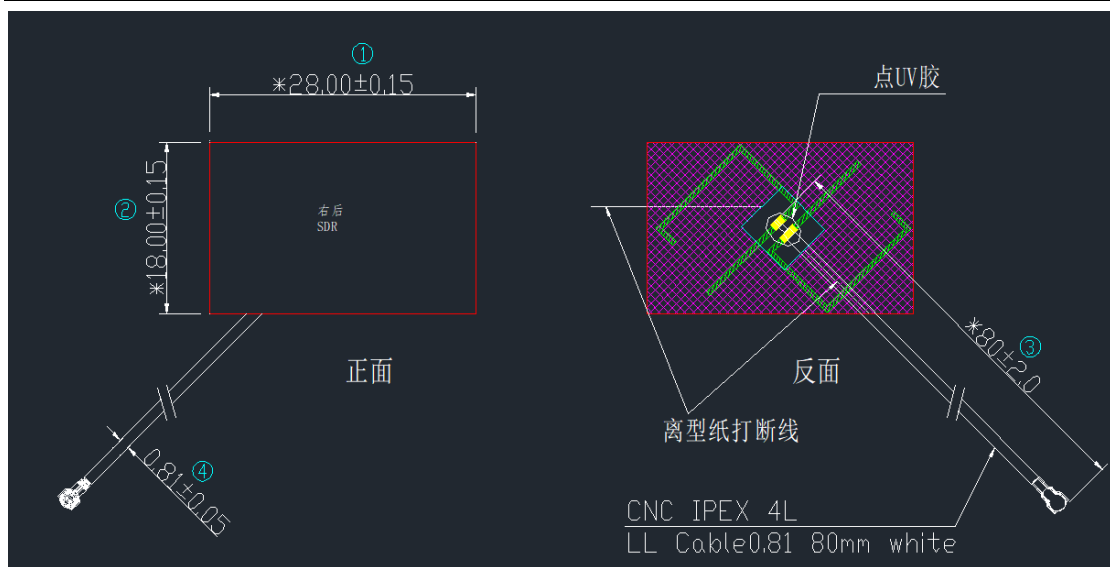 ①
*28.00±0.15
②
*18.00±0.15
右后
SDR
正面
0.81±0.05
④
点UV胶
*80±2.0
③
反面
离型纸打断线
CNC IPEX 4L
LL Cable0.81 80mm white